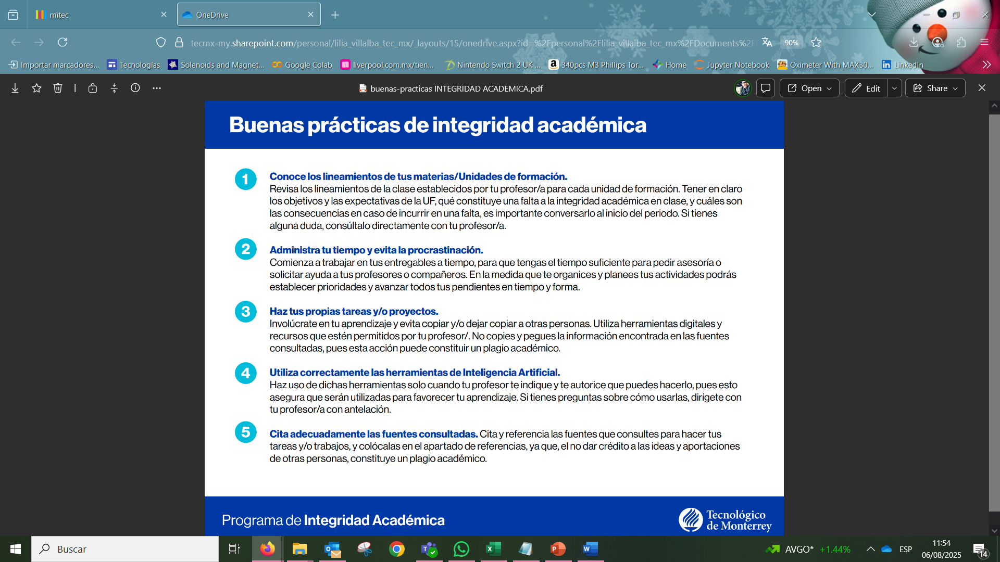 mitec
OneDrive
tecmx-my.sharepoint.com/personal/lilia_villalba_tec_mx/_layouts/15/onedrive.aspx?id=%2Fpersonal%2Flilia_villalba_tec_mx%2FDocuments%2F
90%
Importar marcadores...
Tecnologías
Solenoids and Magnet...
Google Colab
liverpool.com.mx/tien...
Nintendo Switch 2 UK ...
340pcs M3 Phillips Tor...
Home
Jupyter Notebook
Oximeter With MAX30...
LinkedIn
buenas-practicas INTEGRIDAD ACADEMICA.pdf
Open
Edit
Share
Buenas prácticas de integridad académica
1
Conoce los lineamientos de tus materias/Unidades de formación.
Revisa los lineamientos de la clase establecidos por tu profesor/a para cada unidad de formación. Tener en claro
los objetivos y las expectativas de la UF, qué constituye una falta a la integridad académica en clase, y cuáles son
las consecuencias en caso de incurrir en una falta, es importante conversarlo al inicio del periodo. Si tienes
alguna duda, consúltalo directamente con tu profesor/a.
2
Administra tu tiempo y evita la procrastinación.
Comienza a trabajar en tus entregables a tiempo, para que tengas el tiempo suficiente para pedir asesoría o
solicitar ayuda a tus profesores o compañeros. En la medida que te organices y planees tus actividades podrás
establecer prioridades y avanzar todos tus pendientes en tiempo y forma.
3
Haz tus propias tareas y/o proyectos.
Involúcrate en tu aprendizaje y evita copiar y/o dejar copiar a otras personas. Utiliza herramientas digitales y
recursos que estén permitidos por tu profesor/. No copies y pegues la información encontrada en las fuentes
consultadas, pues esta acción puede constituir un plagio académico.
4
Utiliza correctamente las herramientas de Inteligencia Artificial.
Haz uso de dichas herramientas solo cuando tu profesor te indique y te autorice que puedes hacerlo, pues esto
asegura que serán utilizadas para favorecer tu aprendizaje. Si tienes preguntas sobre cómo usarlas, dirígete con
tu profesor/a con antelación.
5
Cita adecuadamente las fuentes consultadas. Cita y referencia las fuentes que consultes para hacer tus
tareas y/o trabajos, y colócalas en el apartado de referencias, ya que, el no dar crédito a las ideas y aportaciones
de otras personas, constituye un plagio académico.
Programa de Integridad Académica
Tecnológico
de Monterrey
Buscar
AVGO* +1.44%
ESP
11:54
06/08/2025
14